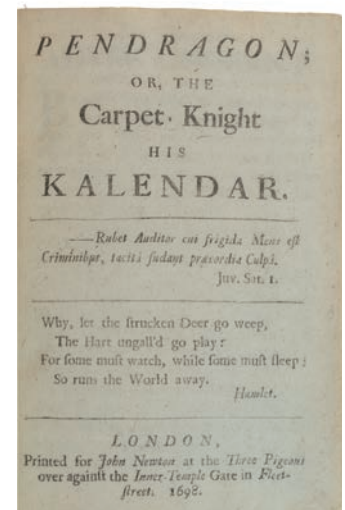 PENDRAGON;
OR, THE
Carpet Knight
HIS
KALENDAR.
——Rubet Auditor cui frigida Mens eſt
Criminibus, taciti ſudant præcordia Culpâ.
Juv. Sat. 1.
Why, let the ſtrucken Deer go weep,
The Hart ungall'd go play:
For ſome muſt watch, while ſome muſt ſleep;
So runs the World away.
Hamlet.
LONDON,
Printed for John Newton at the Three Pigeons
over againſt the Inner-Temple Gate in Fleet-
ſtreet. 1698.